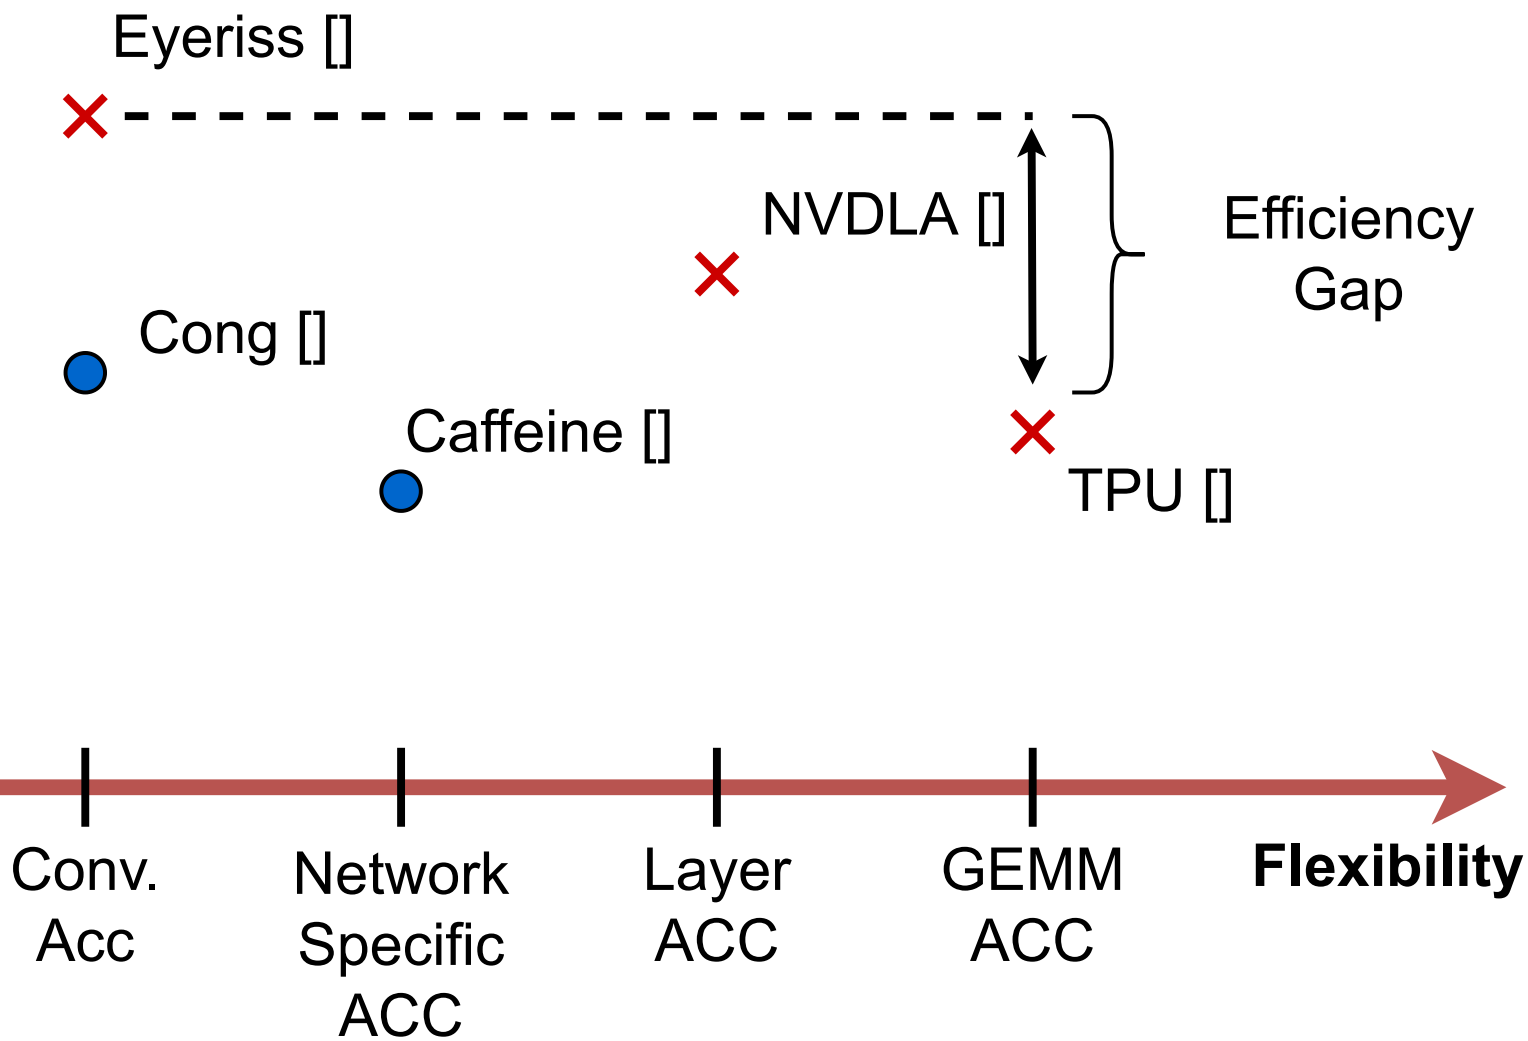 Eyeriss []
NVDLA []
Efficiency
Gap
Cong []
Caffeine []
TPU []
Conv.
Acc
Network
Specific
ACC
Layer
ACC
GEMM
ACC
Flexibility